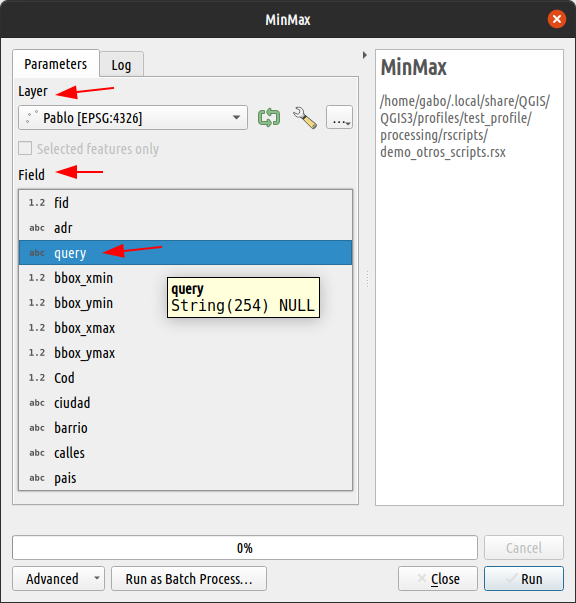 MinMax
Parameters
Log
Layer
Pablo [EPSG:4326]
...
Selected features only
Field
1.2 fid
abc adr
abc query
1.2 bbox_xmin
1.2 bbox_ymin
1.2 bbox_xmax
1.2 bbox_ymax
1.2 Cod
abc ciudad
abc barrio
abc calles
abc pais
query
String(254) NULL
MinMax
/home/gabo/.local/share/QGIS/
QGIS3/profiles/test_profile/
processing/rscripts/
demo_otros_scripts.rsx
0%
Cancel
Advanced
Run as Batch Process...
Close
Run